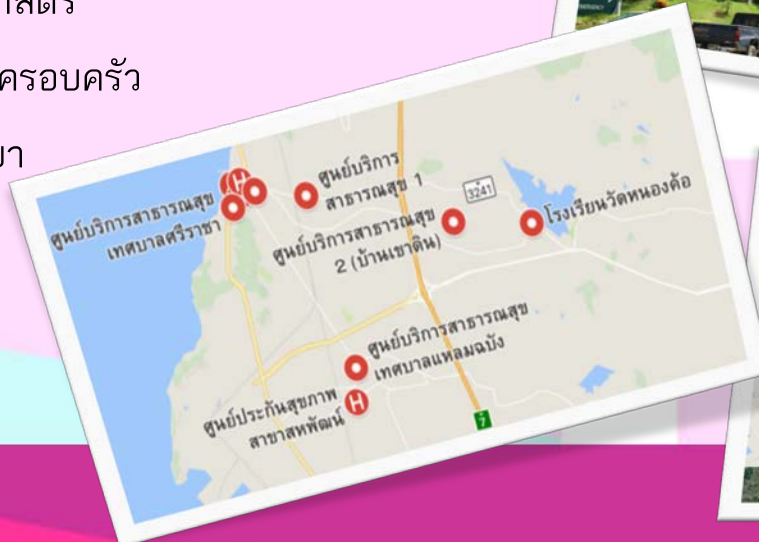 ครอบครัว
ศูนย์บริการสาธารณสุข
เทศบาลศรีราชา
ศูนย์บริการ
สาธารณสุข 1
3241
ศูนย์บริการสาธารณสุข
2 (บ้านเขาดิน)
โรงเรียนวัดหนองค้อ
ศูนย์บริการสาธารณสุข
เทศบาลแหลมฉบัง
ศูนย์ประกันสุขภาพ
สาขาสหพัฒน์
H
H
7